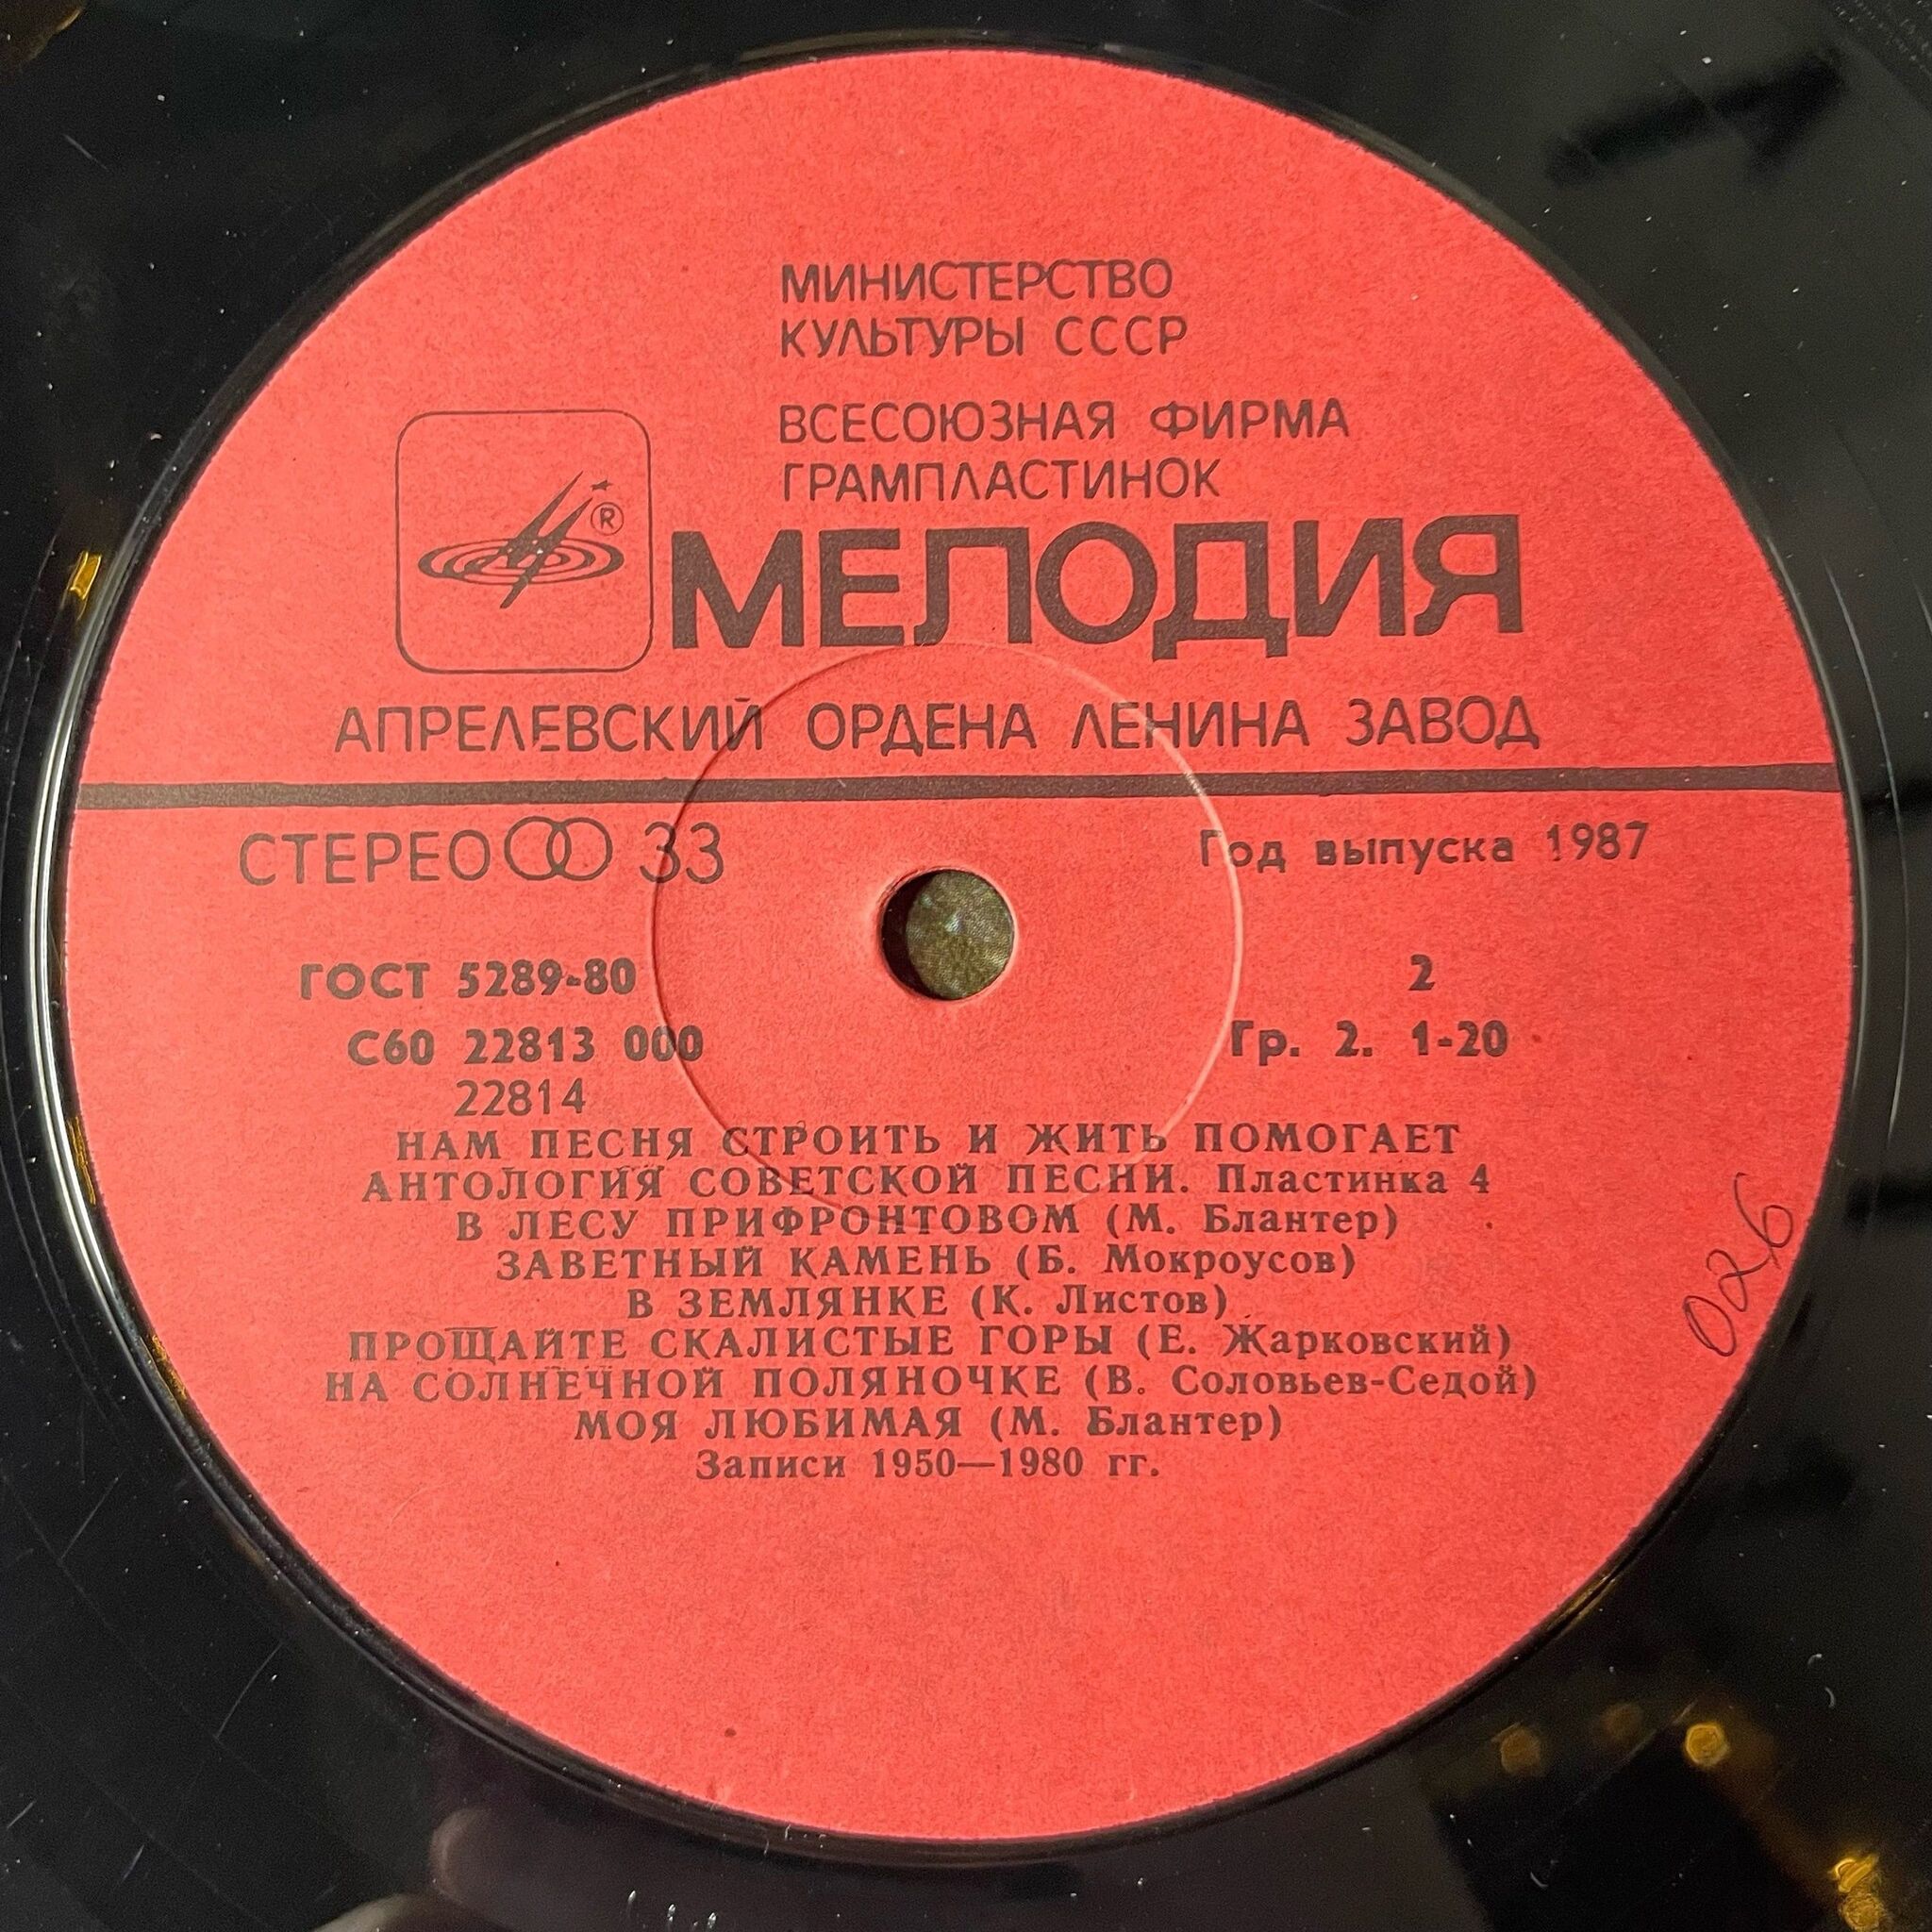 МИНИСТЕРСТВО
КУЛЬТУРЫ СССР
ВСЕСОЮЗНАЯ ФИРМА
ГРАМПЛАСТИНОК
®
МЕЛОДИЯ
АПРЕЛЕВСКИЙ ОРДЕНА ЛЕНИНА ЗАВОД
СТЕРЕО 33
Год выпуска 1987
ГОСТ 5289-80
2
С60 22813 000
Гр. 2. 1-20
22814
НАМ ПЕСНЯ СТРОИТЬ И ЖИТЬ ПОМОГАЕТ
АНТОЛОГИЯ СОВЕТСКОЙ ПЕСНИ. Пластинка 4
В ЛЕСУ ПРИФРОНТОВОМ (М. Блантер)
ЗАВЕТНЫЙ КАМЕНЬ (Б. Мокроусов)
В ЗЕМЛЯНКЕ (К. Листов)
ПРОЩАЙТЕ СКАЛИСТЫЕ ГОРЫ (Е. Жарковский)
НА СОЛНЕЧНОЙ ПОЛЯНОЧКЕ (В. Соловьев-Седой)
МОЯ ЛЮБИМАЯ (М. Блантер)
Записи 1950—1980 гг.
026